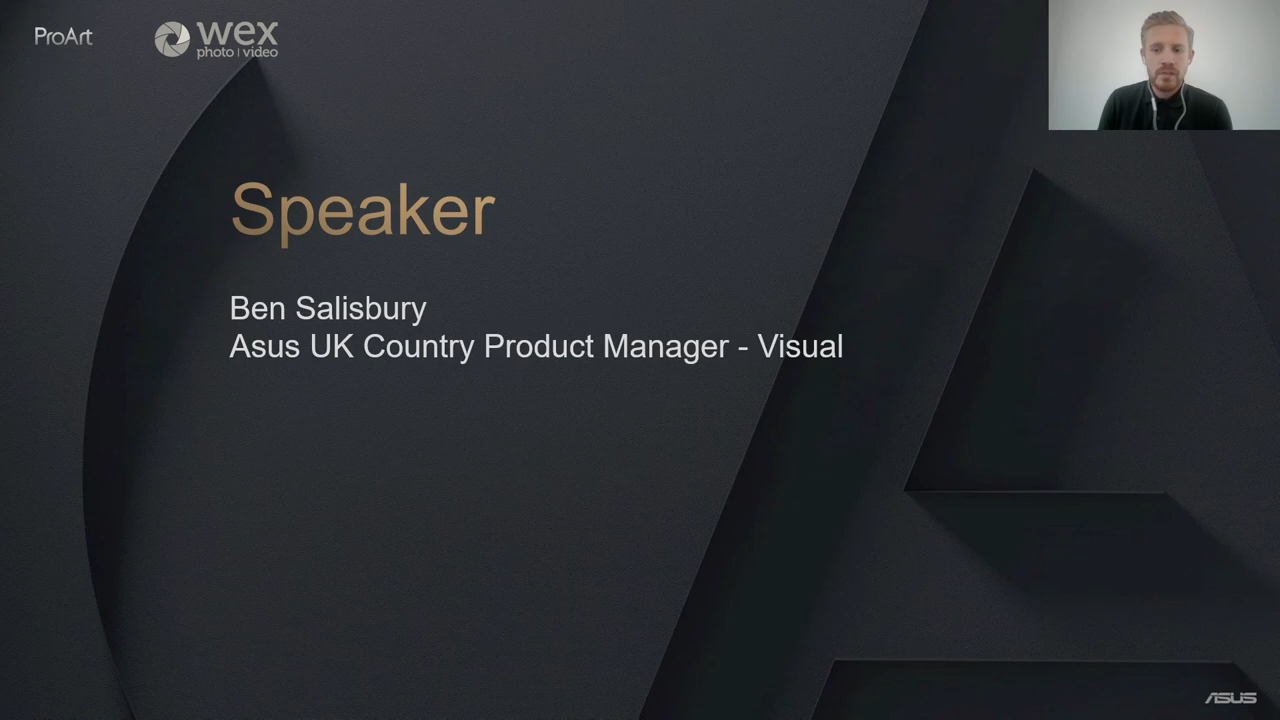 ProArt
wex
photo | video
Speaker
Ben Salisbury
Asus UK Country Product Manager - Visual
ASUS